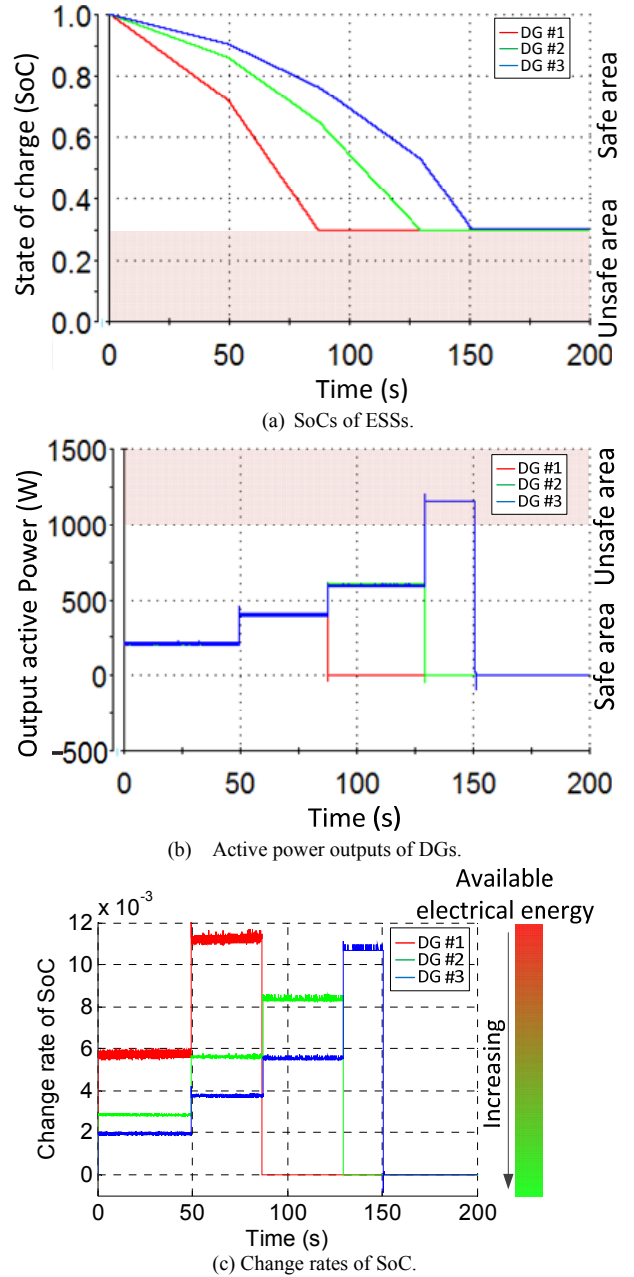 1.0
0.8
0.6
0.4
0.2
0.0
State of charge (SoC)
DG #1
DG #2
DG #3
Safe area
Unsafe area
0 50 100 150 200
Time (s)
(a) SoCs of ESSs.
1500
1000
500
0
-500
Output active Power (W)
DG #1
DG #2
DG #3
Unsafe area
Safe area
0 50 100 150 200
Time (s)
(b) Active power outputs of DGs.
Available
electrical energy
x 10⁻³
12
10
8
6
4
2
0
Change rate of SoC
DG #1
DG #2
DG #3
Increasing
0 50 100 150 200
Time (s)
(c) Change rates of SoC.